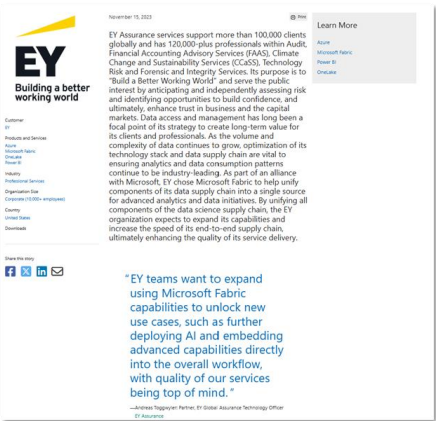 EY
Building a better
working world
Customer
EY
Products and Services
Azure
Microsoft Fabric
OneLake
Power BI
Industry
Professional Services
Organization Size
Corporate (10,000+ employees)
Country
United States
Downloads
Share this story
November 15, 2023
Print
EY Assurance services support more than 100,000 clients
globally and has 120,000-plus professionals within Audit,
Financial Accounting Advisory Services (FAAS), Climate
Change and Sustainability Services (CCaSS), Technology
Risk and Forensic and Integrity Services. Its purpose is to
"Build a Better Working World" and serve the public
interest by anticipating and independently assessing risk
and identifying opportunities to build confidence, and
ultimately, enhance trust in business and the capital
markets. Data access and management has long been a
focal point of its strategy to create long-term value for
its clients and professionals. As the volume and
complexity of data continues to grow, optimization of its
technology stack and data supply chain are vital to
ensuring analytics and data consumption patterns
continue to be industry-leading. As part of an alliance
with Microsoft, EY chose Microsoft Fabric to help unify
components of its data supply chain into a single source
for advanced analytics and data initiatives. By unifying all
components of the data science supply chain, the EY
organization expects to expand its capabilities and
increase the speed of its end-to-end supply chain,
ultimately enhancing the quality of its service delivery.
"EY teams want to expand
using Microsoft Fabric
capabilities to unlock new
use cases, such as further
deploying AI and embedding
advanced capabilities directly
into the overall workflow,
with quality of our services
being top of mind."
—Andreas Toggwyler: Partner, EY Global Assurance Technology Officer
EY Assurance
Learn More
Azure
Microsoft Fabric
Power BI
OneLake